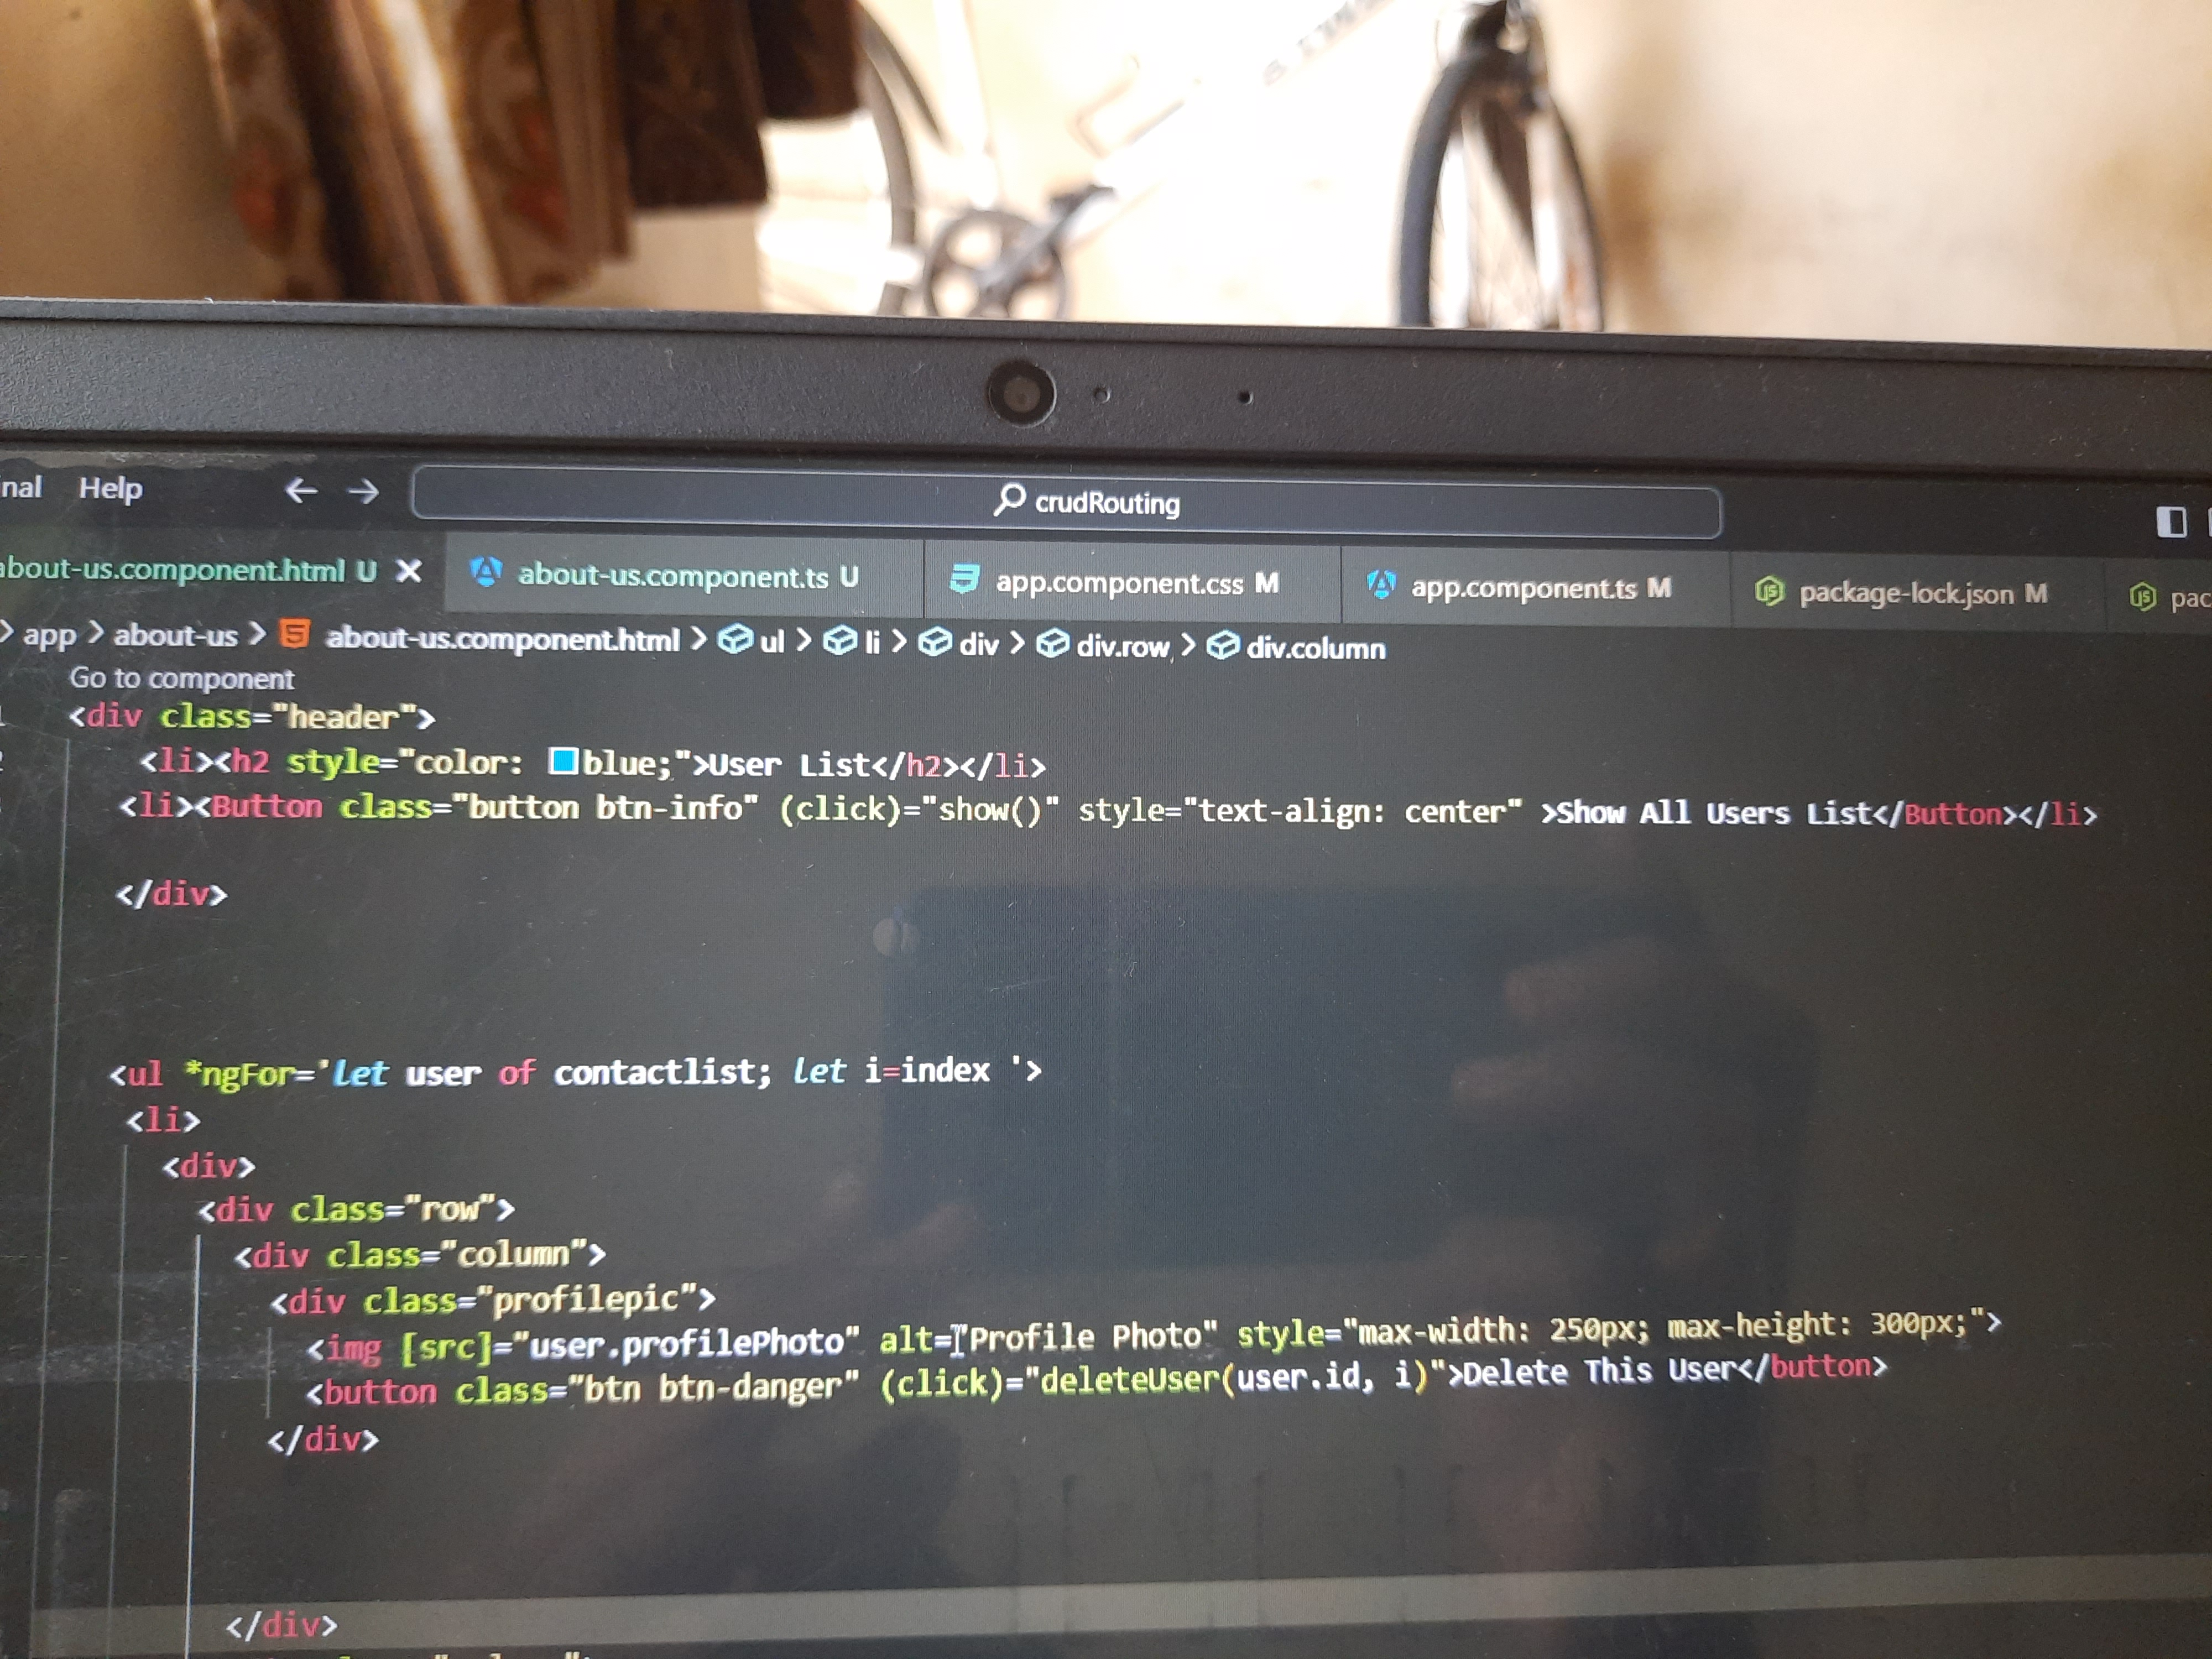 nal Help crudRouting
about-us.component.html U about-us.component.ts U app.component.css M app.component.ts M package-lock.json M pac
app > about-us > about-us.component.html > ul > li > div > div.row > div.column
Go to component
<div class="header">
<li><h2 style="color: blue;">User List</h2></li>
<li><Button class="button btn-info" (click)="show()" style="text-align: center" >Show All Users List</Button></li>
</div>
<ul *ngFor='let user of contactlist; let i=index '>
<li>
<div>
<div class="row">
<div class="column">
<div class="profilepic">
<img [src]="user.profilePhoto" alt="Profile Photo" style="max-width: 250px; max-height: 300px;">
<button class="btn btn-danger" (click)="deleteUser(user.id, i)">Delete This User</button>
</div>
</div>